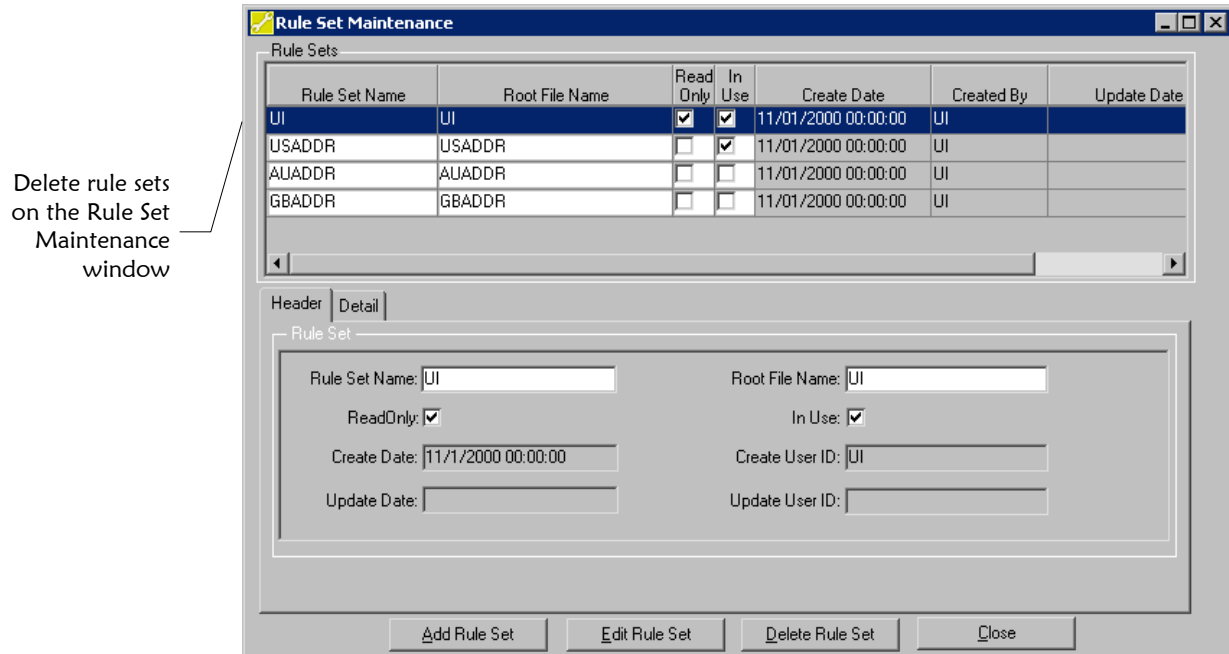 Rule Set Maintenance
Rule Sets
Rule Set Name Root File Name Read Only In Use Create Date Created By Update Date
UI UI 11/01/2000 00:00:00 UI
USADDR USADDR 11/01/2000 00:00:00 UI
AUADDR AUADDR 11/01/2000 00:00:00 UI
GBADDR GBADDR 11/01/2000 00:00:00 UI
Delete rule sets
on the Rule Set
Maintenance
window
Header Detail
Rule Set
Rule Set Name: UI Root File Name: UI
ReadOnly: In Use:
Create Date: 11/1/2000 00:00:00 Create User ID: UI
Update Date: Update User ID:
Add Rule Set Edit Rule Set Delete Rule Set Close